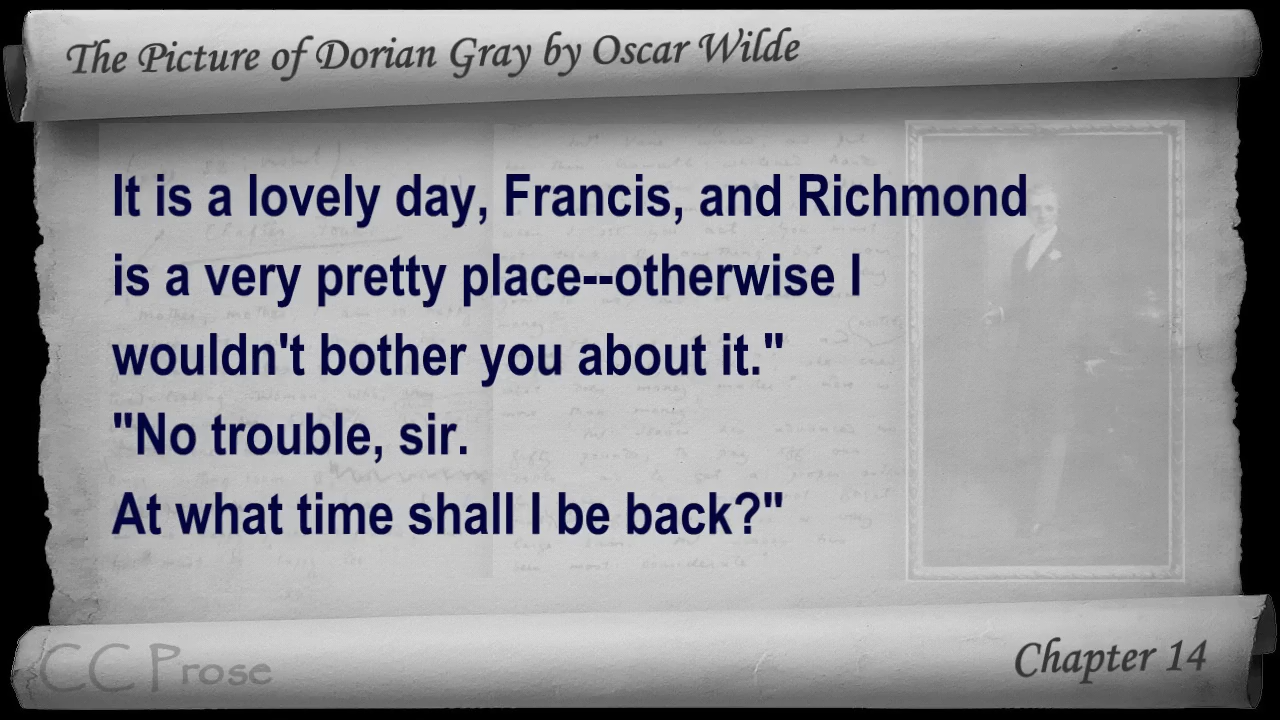 The Picture of Dorian Gray by Oscar Wilde
It is a lovely day, Francis, and Richmond
is a very pretty place--otherwise I
wouldn't bother you about it."
"No trouble, sir.
At what time shall I be back?"
CC Prose
Chapter 14